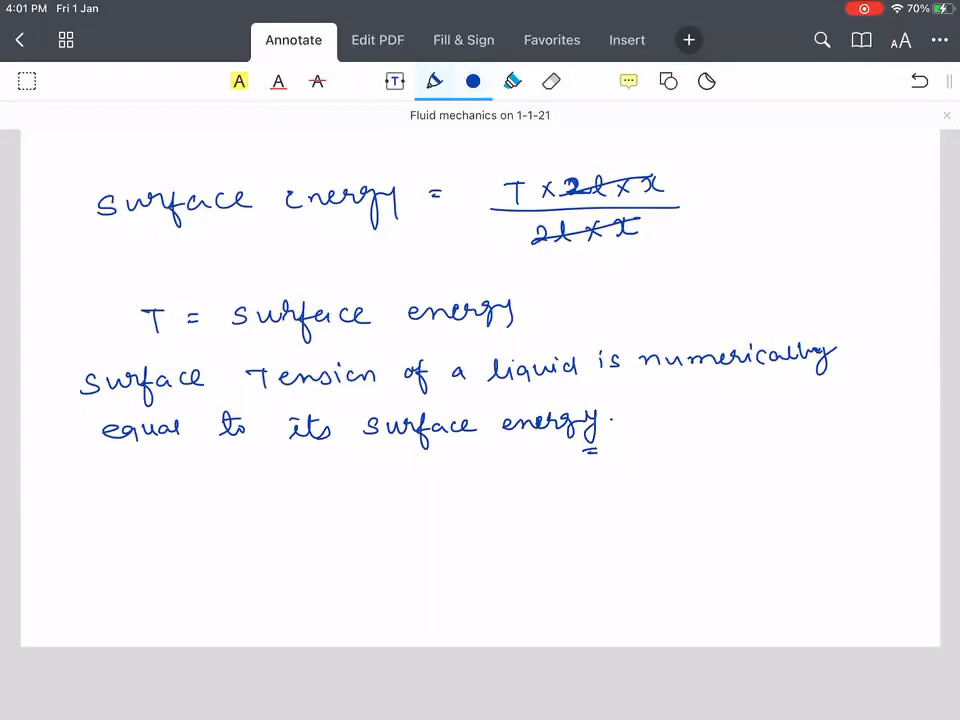 4:01 PM Fri 1 Jan 70%
Annotate Edit PDF Fill & Sign Favorites Insert
A A A T AA
Fluid mechanics on 1-1-21
Surface Energy = T × 2l × x
2l × x
T = Surface energy
Surface Tension of a liquid is numerically
equal to its surface energy.